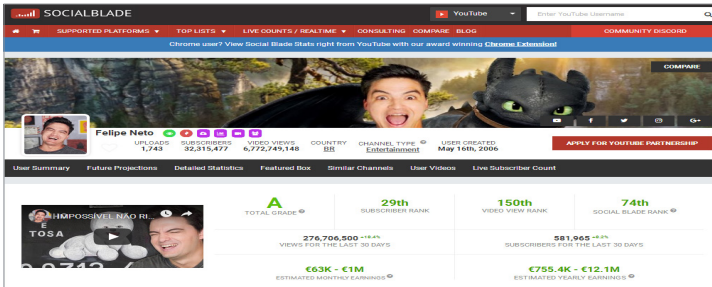 SOCIALBLADE
YouTube
Enter YouTube Username
SUPPORTED PLATFORMS TOP LISTS LIVE COUNTS / REALTIME CONSULTING COMPARE BLOG COMMUNITY DISCORD
Chrome user? View Social Blade Stats right from YouTube with our award winning Chrome Extension!
COMPARE
G+
Felipe Neto
UPLOADS SUBSCRIBERS VIDEO VIEWS COUNTRY CHANNEL TYPE USER CREATED
1,743 32,315,477 6,772,749,148 BR Entertainment May 16th, 2006
APPLY FOR YOUTUBE PARTNERSHIP
User Summary Future Projections Detailed Statistics Featured Box Similar Channels User Videos Live Subscriber Count
IMPOSSÍVEL NÃO RI...
E
TOSA
A 29th 150th 74th
TOTAL GRADE SUBSCRIBER RANK VIDEO VIEW RANK SOCIAL BLADE RANK
276,706,500 581,965
VIEWS FOR THE LAST 30 DAYS SUBSCRIBERS FOR THE LAST 30 DAYS
€63K - €1M €755.4K - €12.1M
ESTIMATED MONTHLY EARNINGS ESTIMATED YEARLY EARNINGS